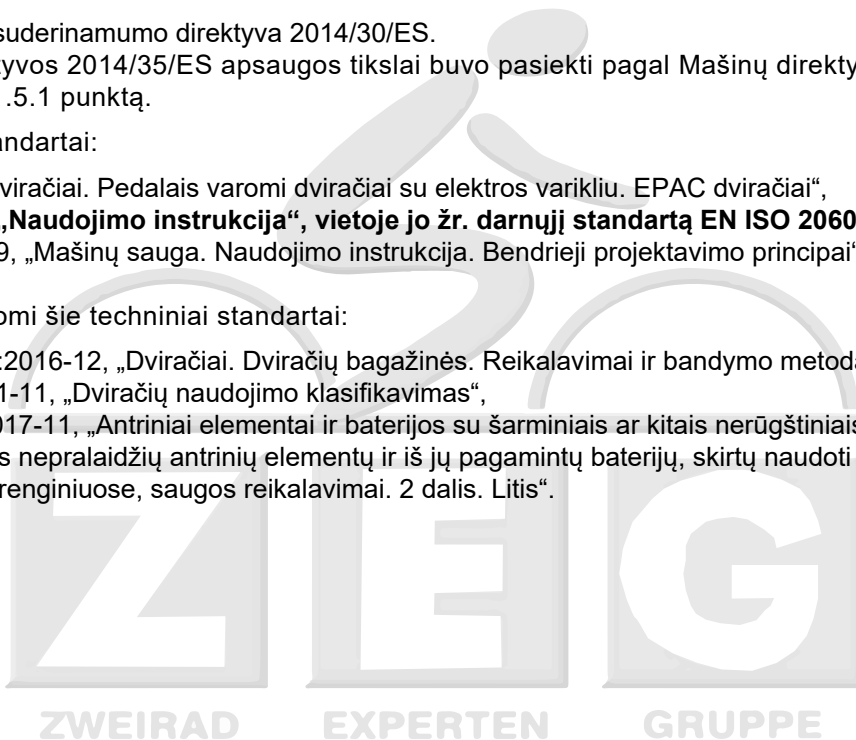 suderinamumo direktyva 2014/30/ES.
tyvos 2014/35/ES apsaugos tikslai buvo pasiekti pagal Mašinų direkty
.5.1 punktą.
andartai:
viračiai. Pedalais varomi dviračiai su elektros varikliu. EPAC dviračiai“,
„Naudojimo instrukcija“, vietoje jo žr. darnųjį standartą EN ISO 2060
9, „Mašinų sauga. Naudojimo instrukcija. Bendrieji projektavimo principai“
omi šie techniniai standartai:
:2016-12, „Dviračiai. Dviračių bagažinės. Reikalavimai ir bandymo metoda
1-11, „Dviračių naudojimo klasifikavimas“,
017-11, „Antriniai elementai ir baterijos su šarminiais ar kitais nerūgštiniais
s nepralaidžių antrinių elementų ir iš jų pagamintų baterijų, skirtų naudoti
renginiuose, saugos reikalavimai. 2 dalis. Litis“.
ZEG
ZWEIRAD EXPERTEN GRUPPE